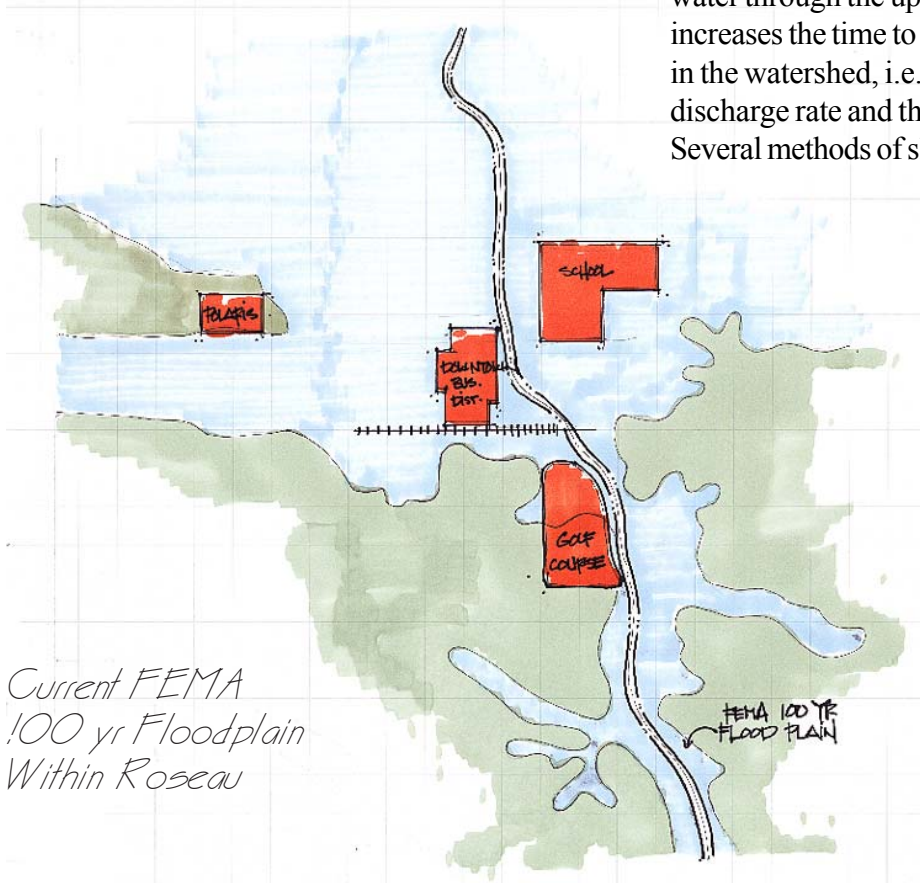 water through the up
increases the time to
in the watershed, i.e.
discharge rate and th
Several methods of s
SCHOOL
POLARIS
DOWNTOWN
BUS.
DIST.
GOLF
COURSE
FEMA 100 YR
FLOOD PLAIN
Current FEMA
100 yr Floodplain
Within Roseau